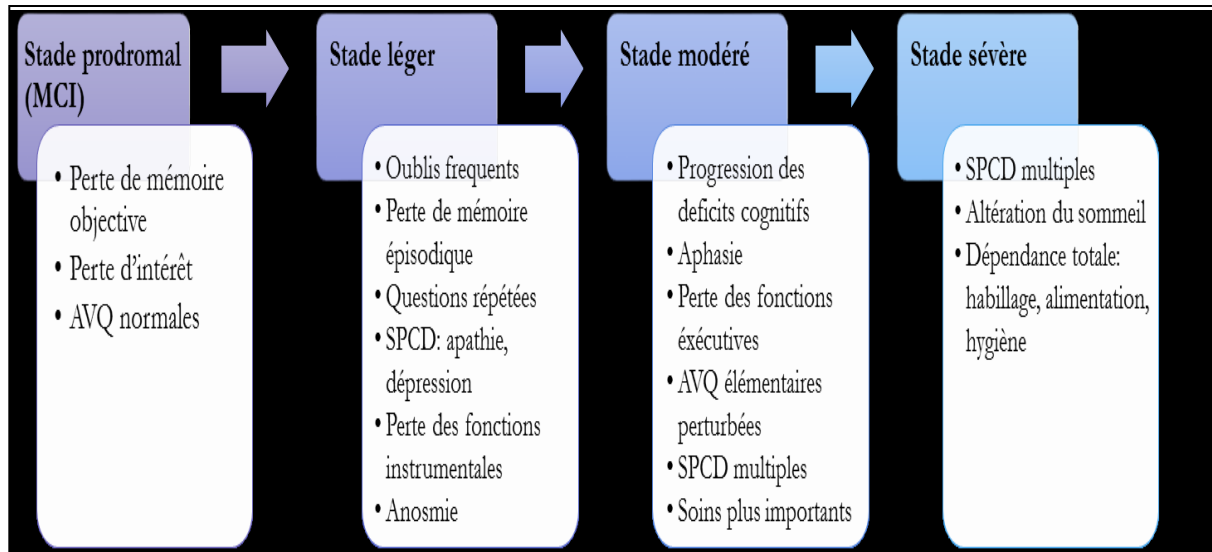 Stade prodromal
(MCI)
• Perte de mémoire
objective
• Perte d'intérêt
• AVQ normales
Stade léger
• Oublis frequents
• Perte de mémoire
épisodique
• Questions répétées
• SPCD: apathie,
dépression
• Perte des fonctions
instrumentales
• Anosmie
Stade modéré
• Progression des
deficits cognitifs
• Aphasie
• Perte des fonctions
éxécutives
• AVQ élémentaires
perturbées
• SPCD multiples
• Soins plus importants
Stade sévère
• SPCD multiples
• Altération du sommeil
• Dépendance totale:
habillage, alimentation,
hygiène